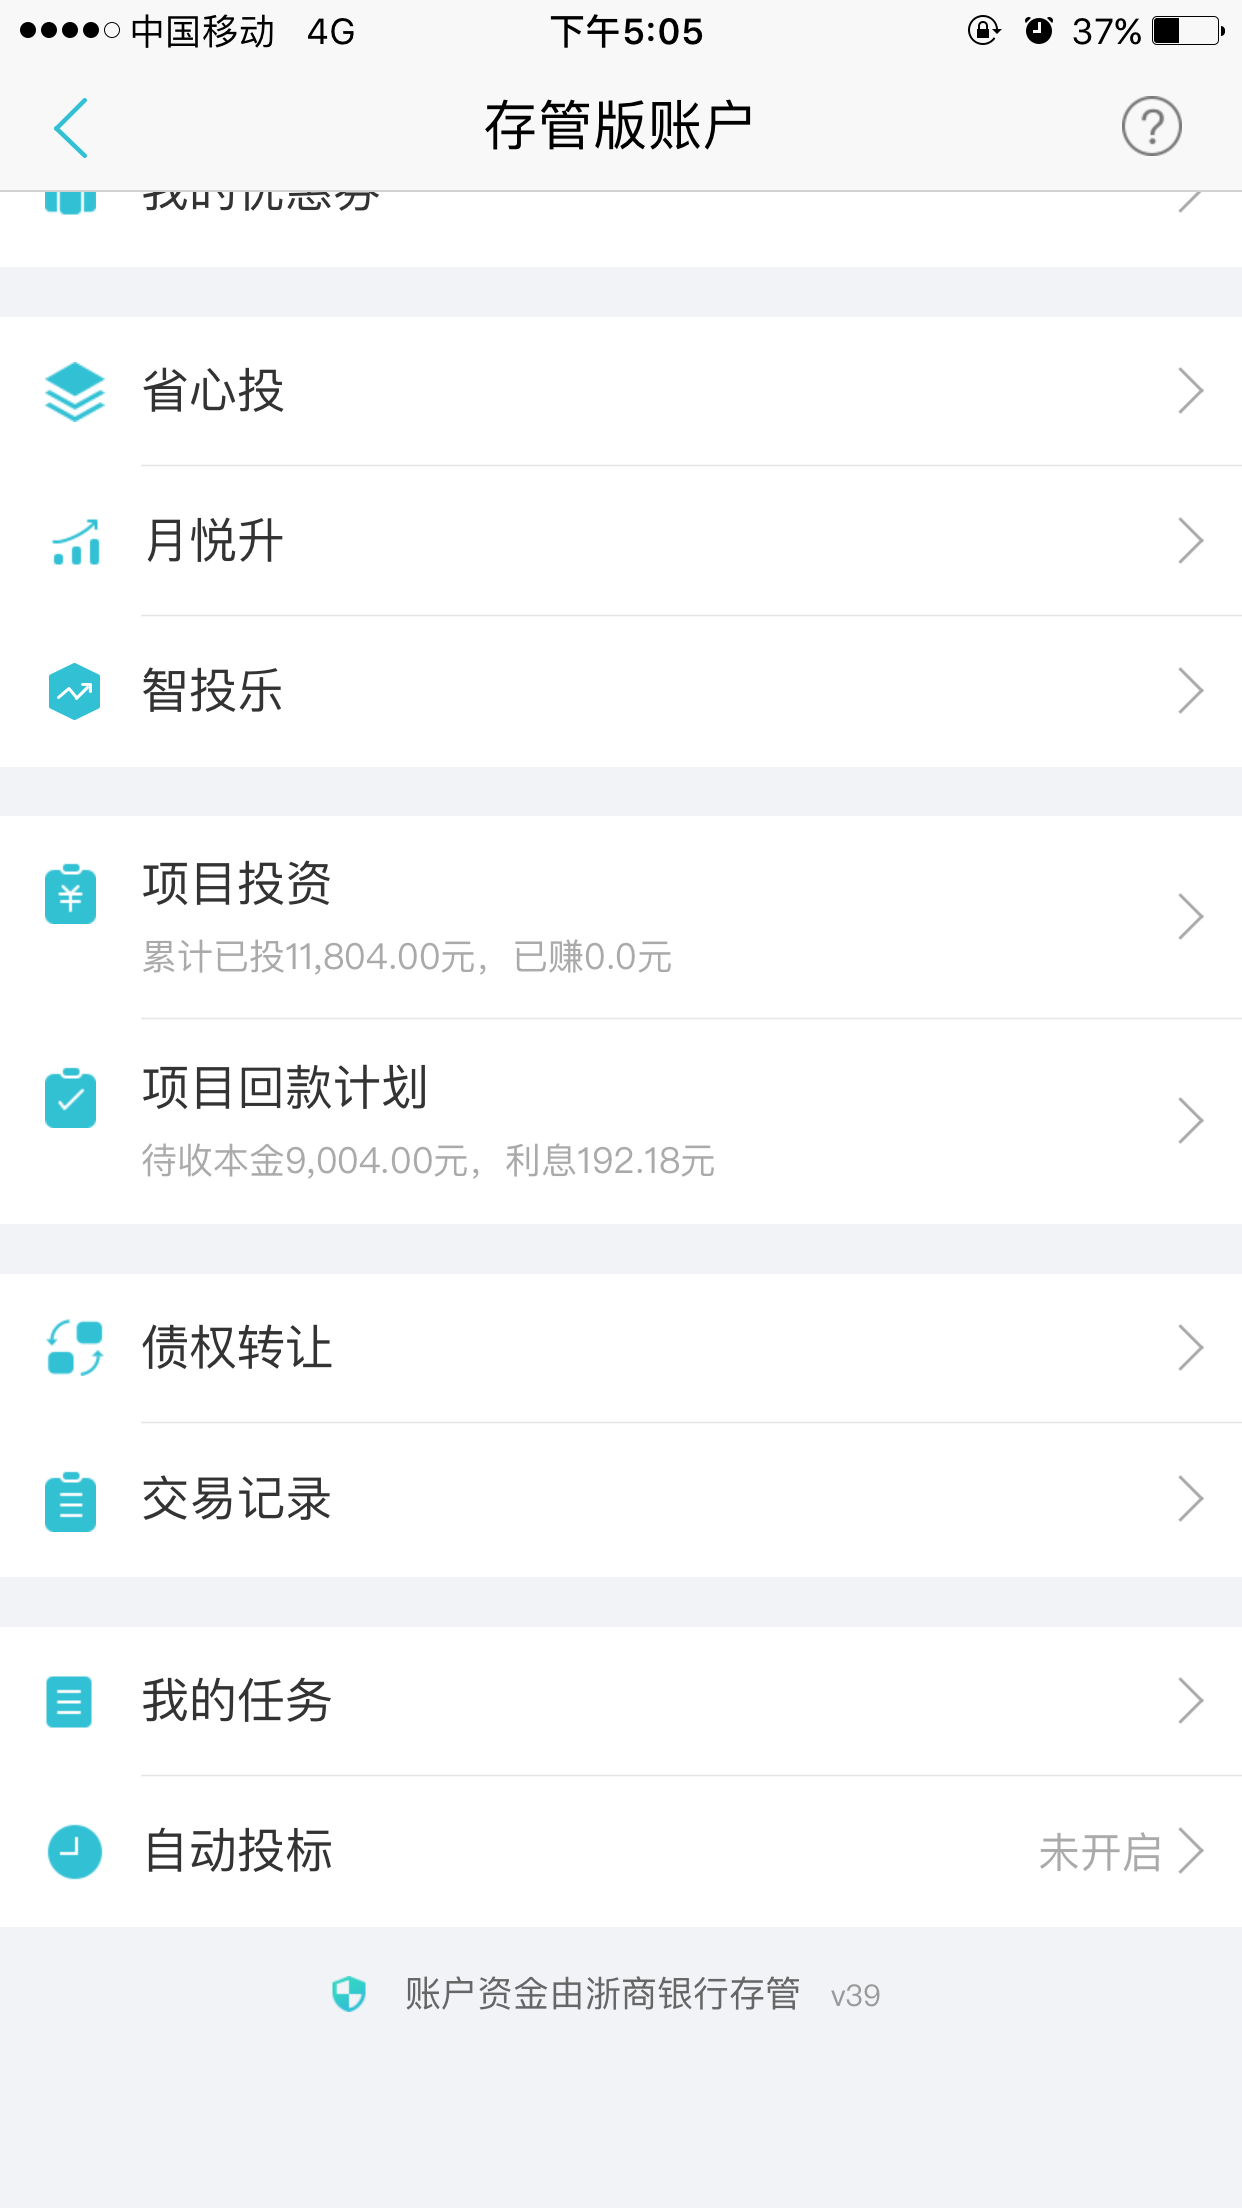 中国移动 4G 下午5:05 37%
存管版账户
我的优惠券
省心投
月悦升
智投乐
项目投资
累计已投11,804.00元，已赚0.0元
项目回款计划
待收本金9,004.00元，利息192.18元
债权转让
交易记录
我的任务
自动投标 未开启
账户资金由浙商银行存管 v39